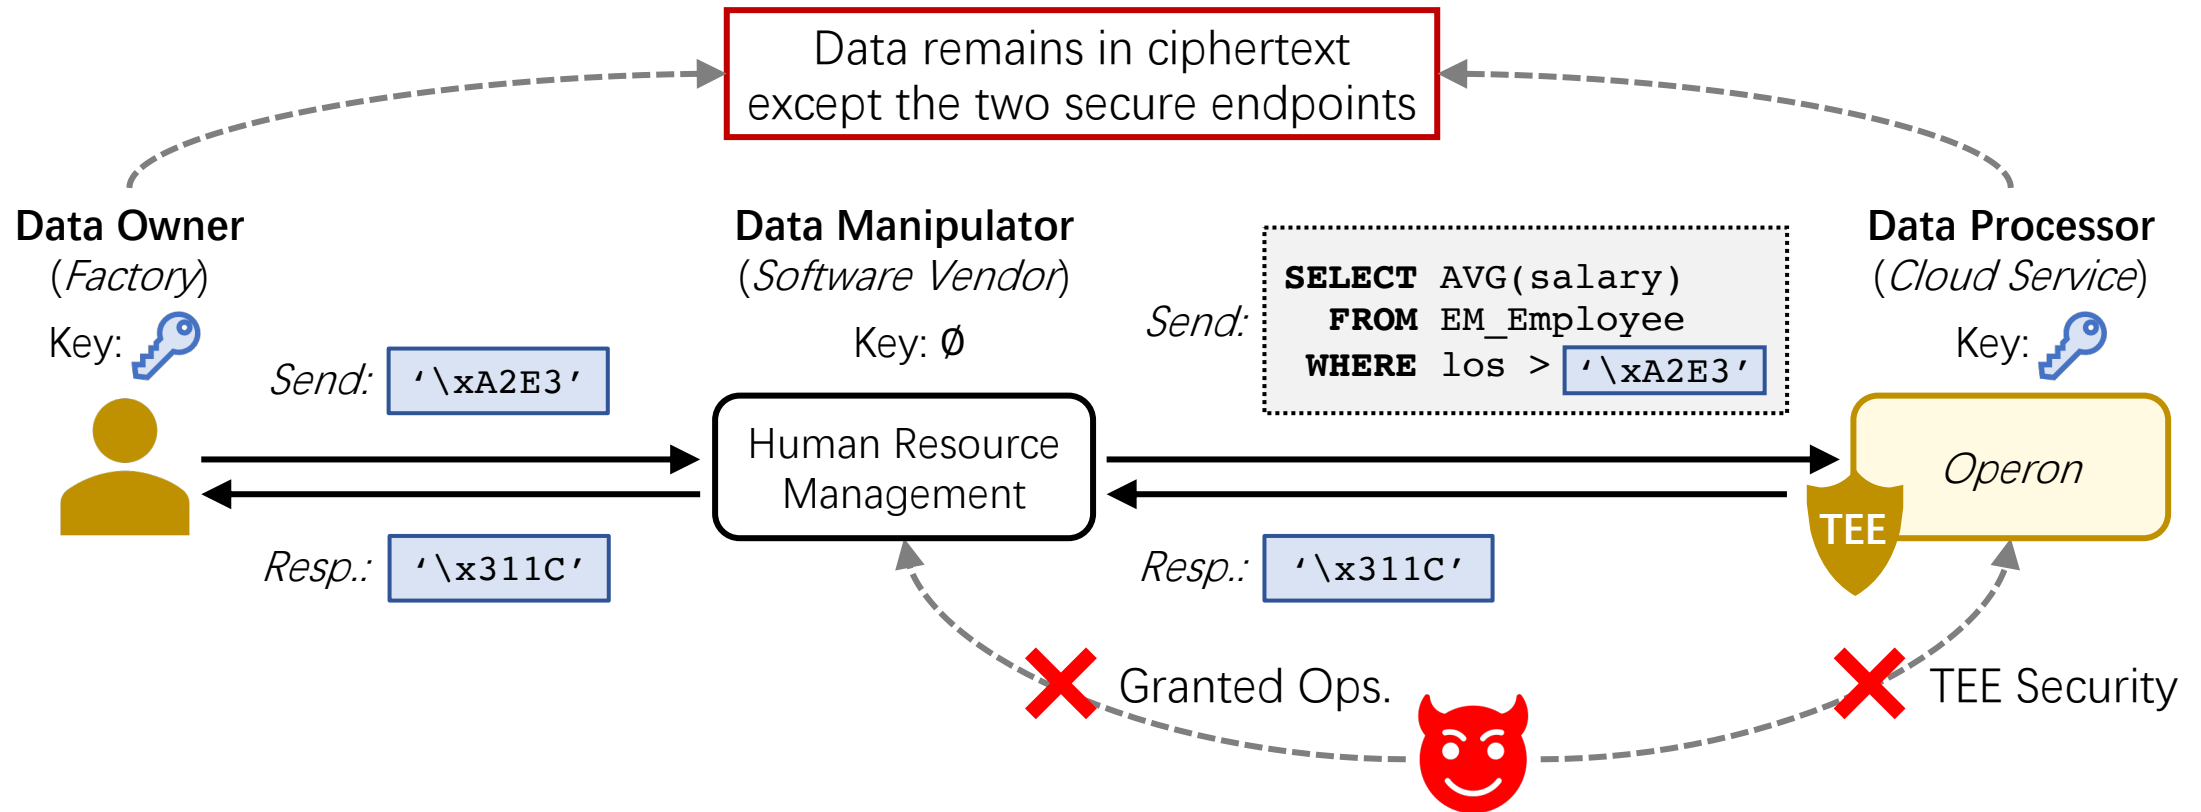 Data remains in ciphertext
except the two secure endpoints
Data Owner
(Factory)
Key:
Send: ‘\xA2E3’
Resp.: ‘\x311C’
Data Manipulator
(Software Vendor)
Key: Ø
Human Resource
Management
Send:
SELECT AVG(salary)
FROM EM_Employee
WHERE los > ‘\xA2E3’
Resp.: ‘\x311C’
Data Processor
(Cloud Service)
Key:
Operon
TEE
Granted Ops.
TEE Security